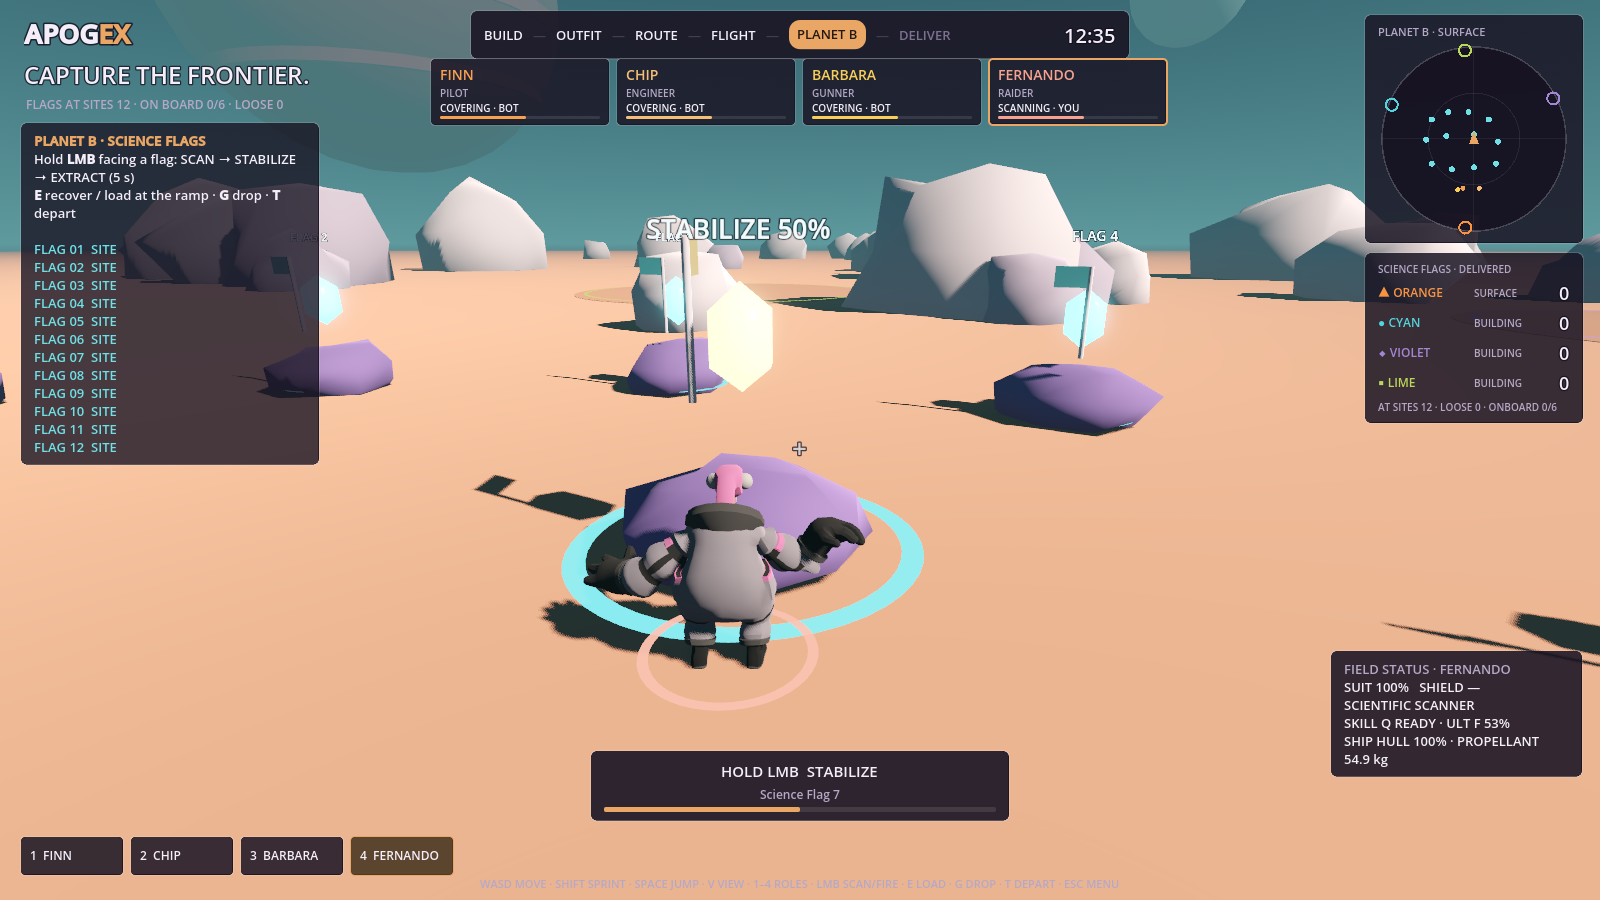 APOGEX
CAPTURE THE FRONTIER.
FLAGS AT SITES 12 · ON BOARD 0/6 · LOOSE 0
BUILD — OUTFIT — ROUTE — FLIGHT — PLANET B — DELIVER 12:35
FINN
PILOT
COVERING · BOT
CHIP
ENGINEER
COVERING · BOT
BARBARA
GUNNER
COVERING · BOT
FERNANDO
RAIDER
SCANNING · YOU
PLANET B · SURFACE
PLANET B · SCIENCE FLAGS
Hold LMB facing a flag: SCAN → STABILIZE
→ EXTRACT (5 s)
E recover / load at the ramp · G drop · T
depart
FLAG 01 SITE
FLAG 02 SITE
FLAG 03 SITE
FLAG 04 SITE
FLAG 05 SITE
FLAG 06 SITE
FLAG 07 SITE
FLAG 08 SITE
FLAG 09 SITE
FLAG 10 SITE
FLAG 11 SITE
FLAG 12 SITE
STABILIZE 50%
FLAG 4
SCIENCE FLAGS · DELIVERED
ORANGE SURFACE 0
CYAN BUILDING 0
VIOLET BUILDING 0
LIME BUILDING 0
AT SITES 12 · LOOSE 0 · ONBOARD 0/6
FIELD STATUS · FERNANDO
SUIT 100% SHIELD —
SCIENTIFIC SCANNER
SKILL Q READY · ULT F 53%
SHIP HULL 100% · PROPELLANT
54.9 kg
HOLD LMB STABILIZE
Science Flag 7
1 FINN
2 CHIP
3 BARBARA
4 FERNANDO
WASD MOVE · SHIFT SPRINT · SPACE JUMP · V VIEW · 1–4 ROLES · LMB SCAN/FIRE · E LOAD · G DROP · T DEPART · ESC MENU